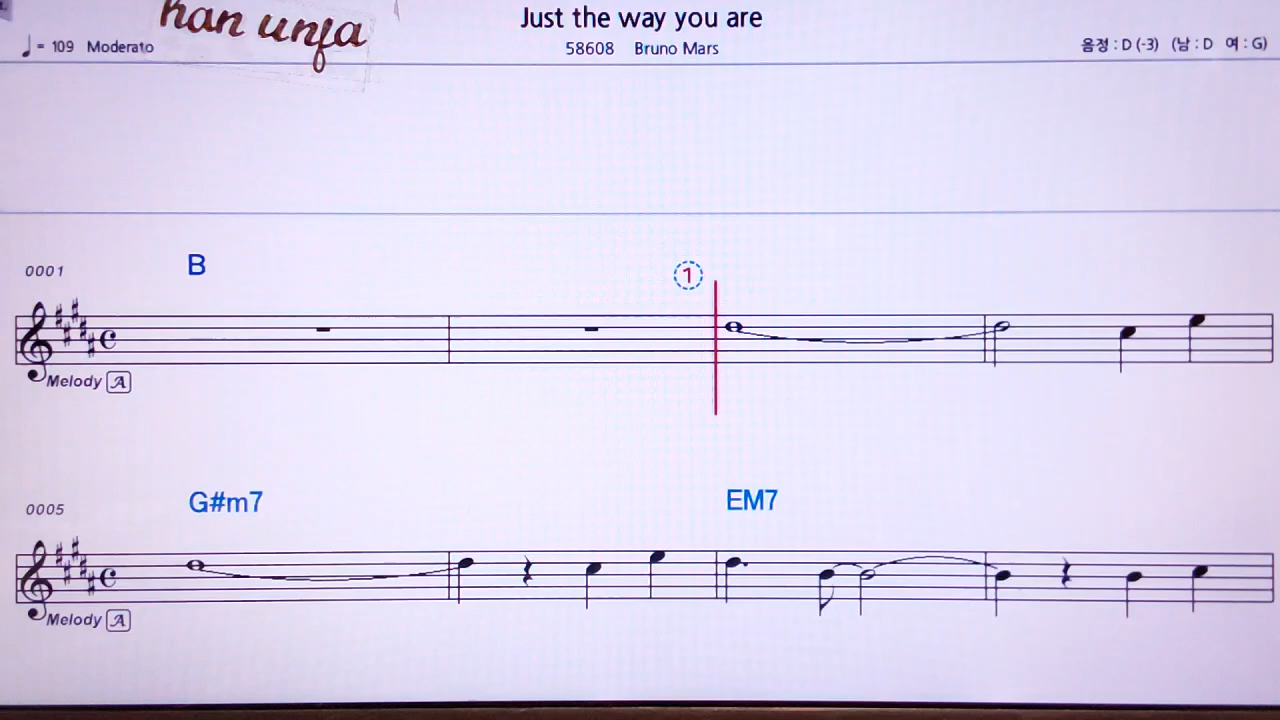 han unfa
Just the way you are
♩= 109 Moderato
58608 Bruno Mars
음정 : D (-3) (남 : D 여 : G)
0001
B
1
Melody A
0005
G#m7
EM7
Melody A